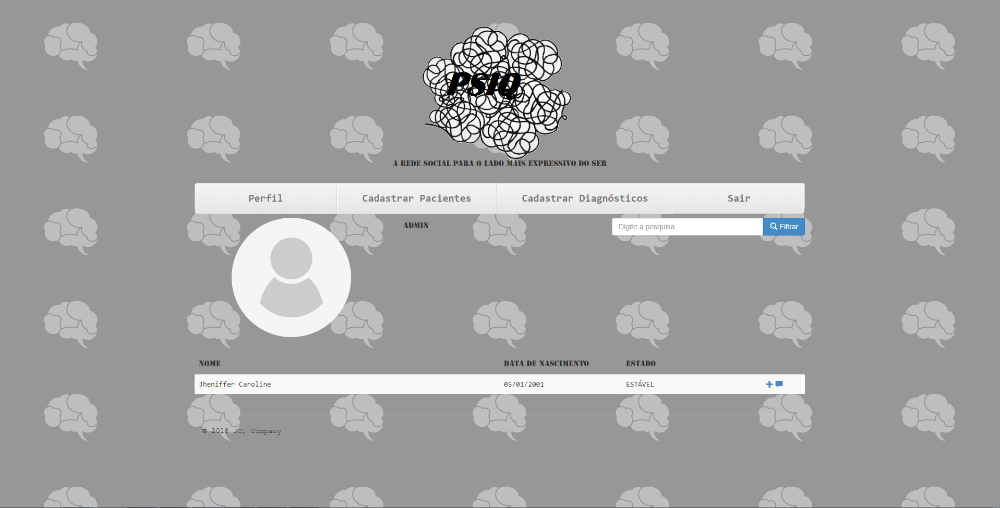 PSIQ
A REDE SOCIAL PARA O LADO MAIS EXPRESSIVO DO SER
Perfil Cadastrar Pacientes Cadastrar Diagnósticos Sair
ADMIN Digite a pesquisa Filtrar
NOME DATA DE NASCIMENTO ESTADO
Jheniffer Caroline 05/01/2001 ESTÁVEL
© 2018 JC, Company